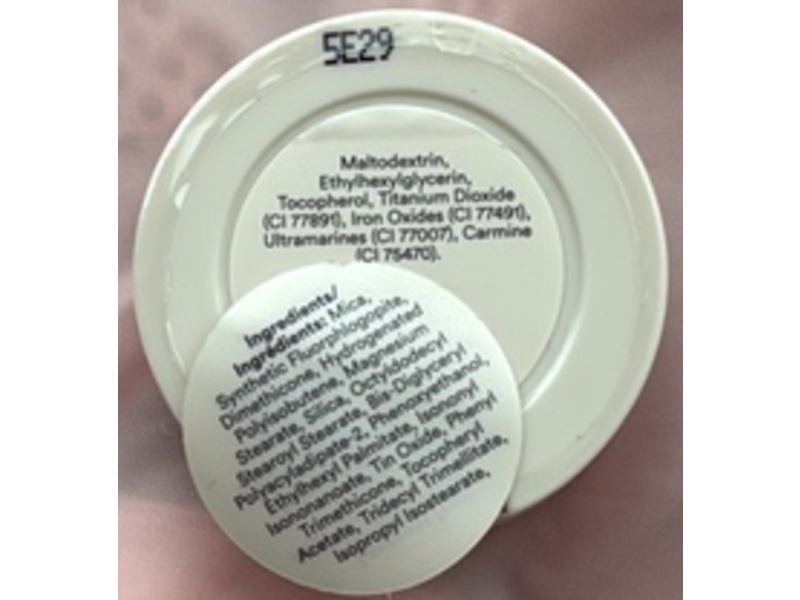 5E29
Maltodextrin,
Ethylhexylglycerin,
Tocopherol, Titanium Dioxide
(CI 77891), Iron Oxides (CI 77491),
Ultramarines (CI 77007), Carmine
(CI 75470).
Ingredients/
Ingrédients: Mica,
Synthetic Fluorphlogopite,
Dimethicone, Hydrogenated
Polyisobutene, Magnesium
Stearate, Silica, Octyldodecyl
Stearoyl Stearate, Bis-Diglyceryl
Polyacyladipate-2, Phenoxyethanol,
Ethylhexyl Palmitate, Isononyl
Isononanoate, Tin Oxide, Phenyl
Trimethicone, Tocopheryl
Acetate, Tridecyl Trimellitate,
Isopropyl Isostearate,